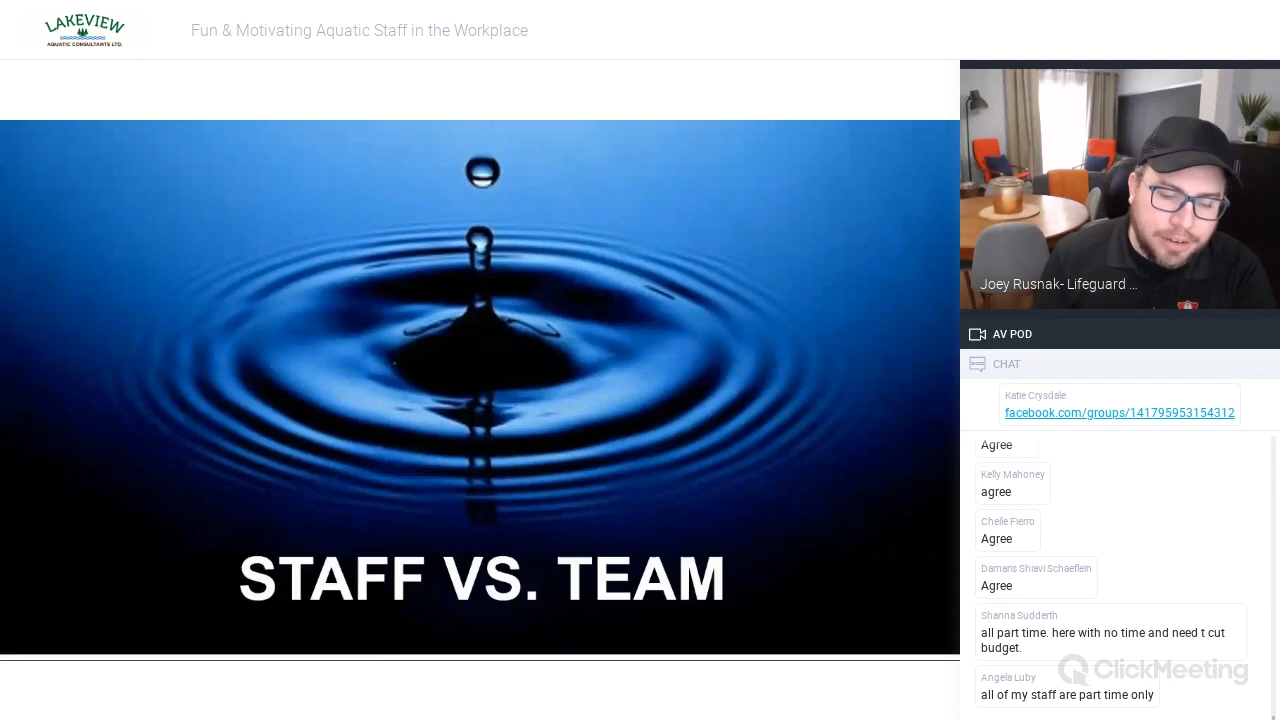 LAKEVIEW
AQUATIC CONSULTANTS LTD.
Fun & Motivating Aquatic Staff in the Workplace
STAFF VS. TEAM
Joey Rusnak- Lifeguard ...
AV POD
CHAT
Katie Crysdale
facebook.com/groups/141795953154312
Agree
Kelly Mahoney
agree
Chelle Fierro
Agree
Damaris Shiavi Schaeflein
Agree
Shanna Sudderth
all part time. here with no time and need t cut
budget.
ClickMeeting
Angela Luby
all of my staff are part time only